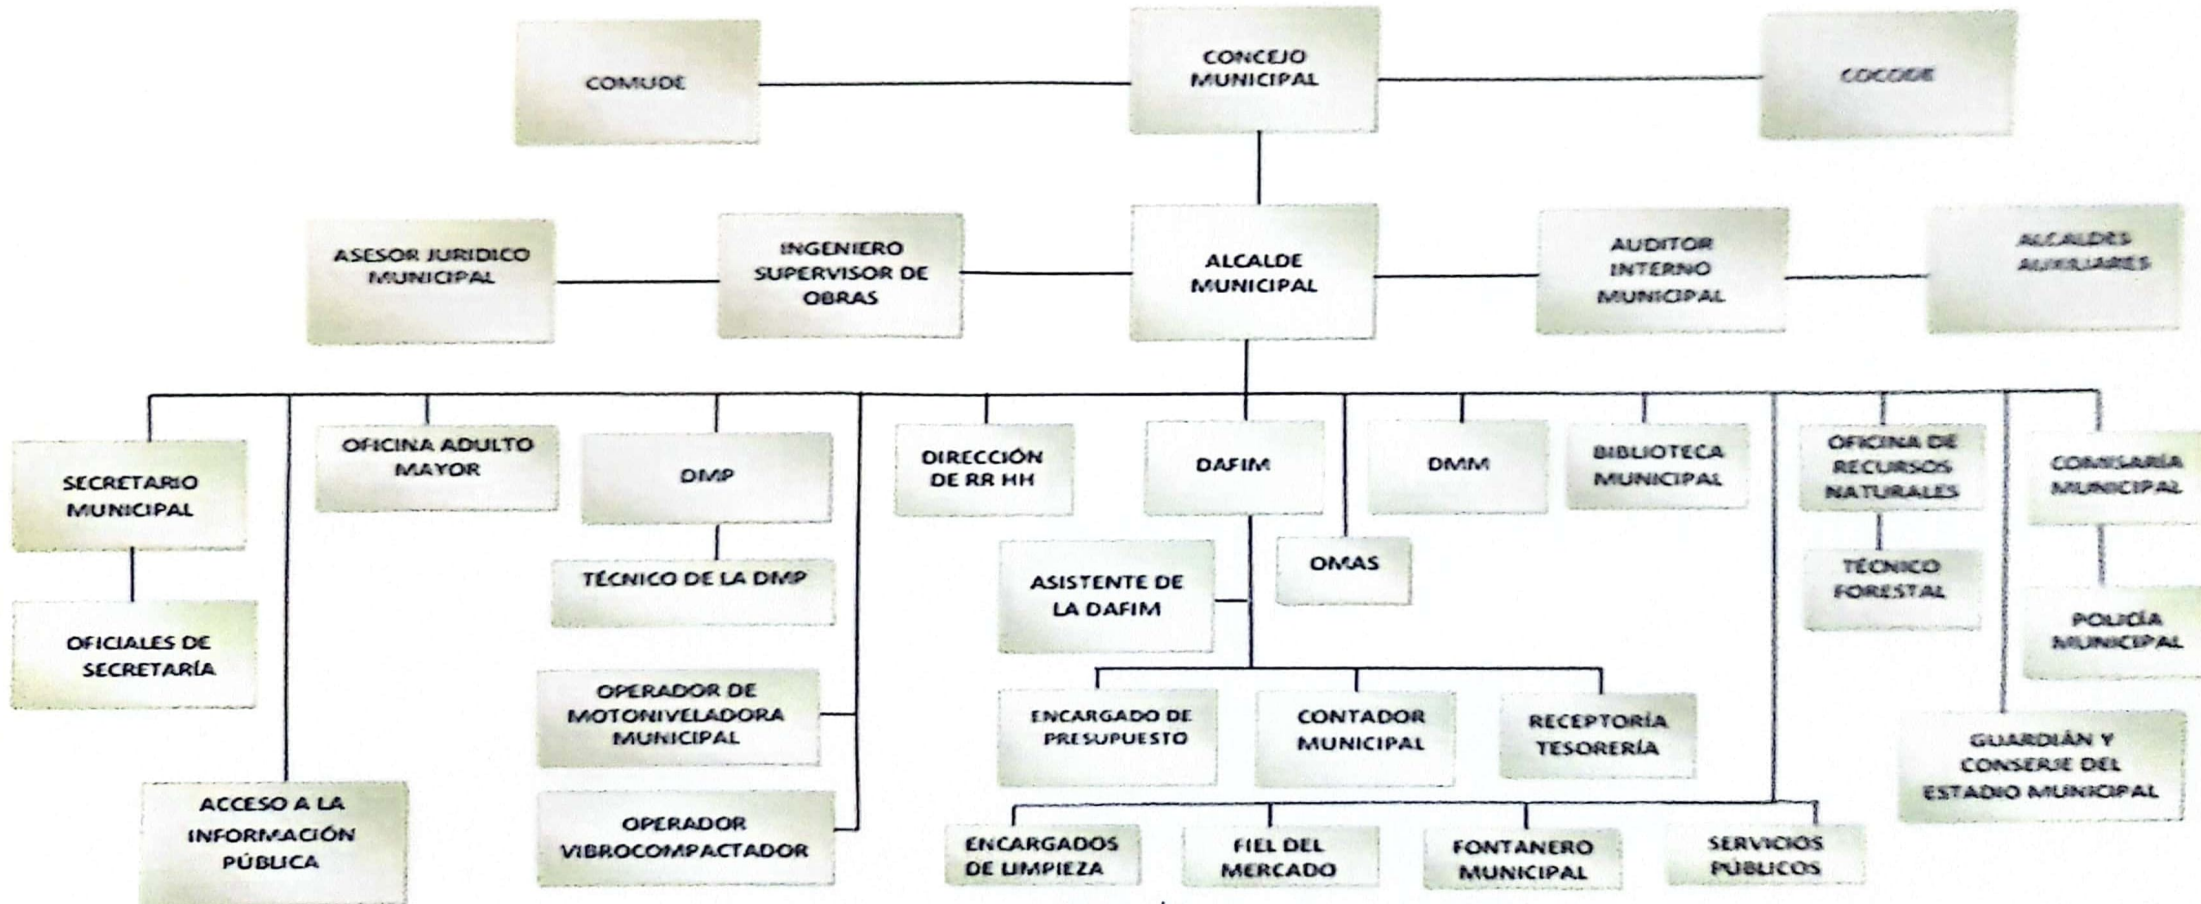 COMUDE
CONCEJO
MUNICIPAL
COCODE
ASESOR JURIDICO
MUNICIPAL
INGENIERO
SUPERVISOR DE
OBRAS
ALCALDE
MUNICIPAL
AUDITOR
INTERNO
MUNICIPAL
ALCALDES
AUXILIARES
SECRETARIO
MUNICIPAL
OFICINA ADULTO
MAYOR
DMP
DIRECCIÓN
DE RR HH
DAFIM
DMM
BIBLIOTECA
MUNICIPAL
OFICINA DE
RECURSOS
NATURALES
COMISARÍA
MUNICIPAL
OFICIALES DE
SECRETARÍA
TÉCNICO DE LA DMP
ASISTENTE DE
LA DAFIM
OMAS
TÉCNICO
FORESTAL
POLICÍA
MUNICIPAL
OPERADOR DE
MOTONIVELADORA
MUNICIPAL
ENCARGADO DE
PRESUPUESTO
CONTADOR
MUNICIPAL
RECEPTORÍA
TESORERÍA
GUARDIÁN Y
CONSERJE DEL
ESTADIO MUNICIPAL
ACCESO A LA
INFORMACIÓN
PÚBLICA
OPERADOR
VIBROCOMPACTADOR
ENCARGADOS
DE LIMPIEZA
FIEL DEL
MERCADO
FONTANERO
MUNICIPAL
SERVICIOS
PÚBLICOS